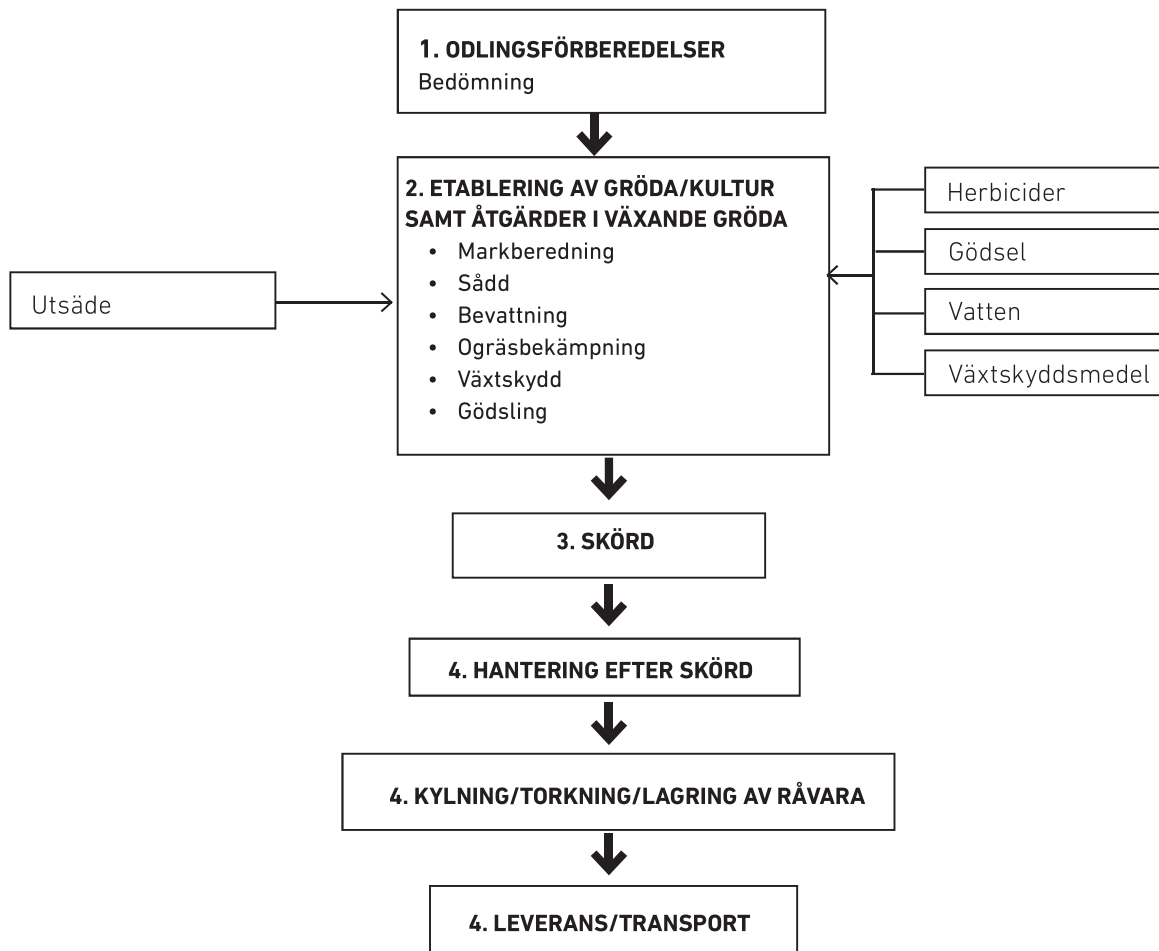 1. ODLINGSFÖRBEREDELSER
Bedömning
2. ETABLERING AV GRÖDA/KULTUR
SAMT ÅTGÄRDER I VÄXANDE GRÖDA
• Markberedning
• Sådd
• Bevattning
• Ogräsbekämpning
• Växtskydd
• Gödsling
Utsäde
Herbicider
Gödsel
Vatten
Växtskyddsmedel
3. SKÖRD
4. HANTERING EFTER SKÖRD
4. KYLNING/TORKNING/LAGRING AV RÅVARA
4. LEVERANS/TRANSPORT